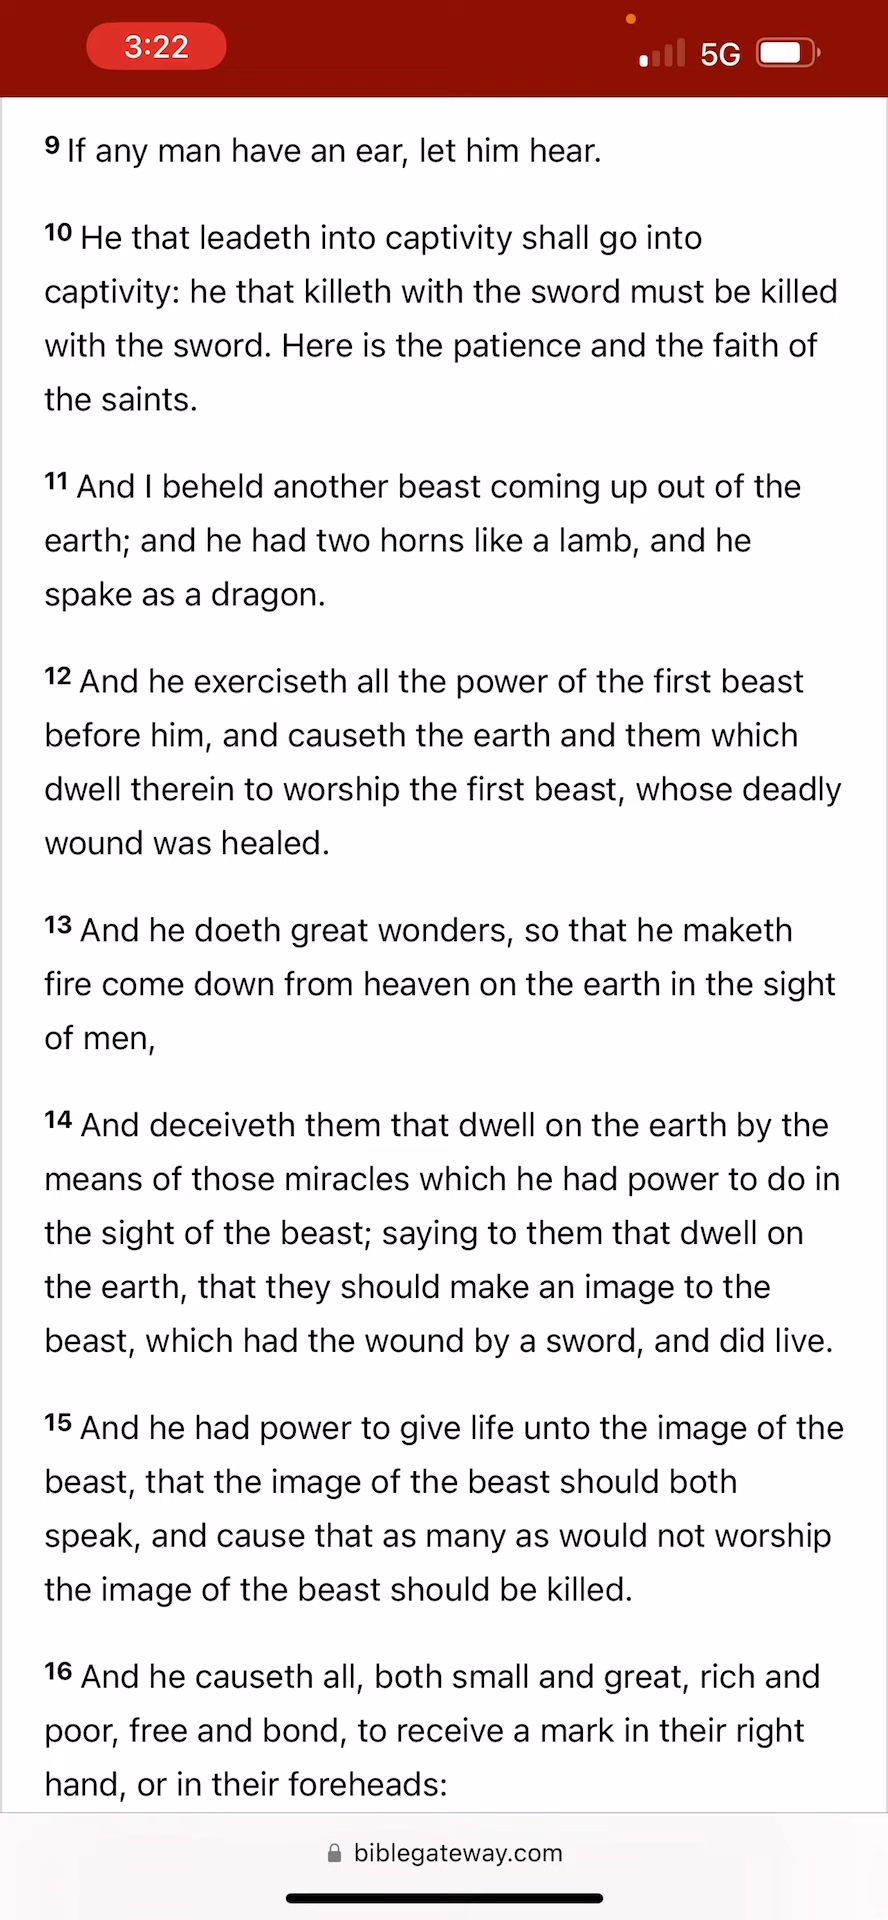 3:22
5G
9 If any man have an ear, let him hear.
10 He that leadeth into captivity shall go into
captivity: he that killeth with the sword must be killed
with the sword. Here is the patience and the faith of
the saints.
11 And I beheld another beast coming up out of the
earth; and he had two horns like a lamb, and he
spake as a dragon.
12 And he exerciseth all the power of the first beast
before him, and causeth the earth and them which
dwell therein to worship the first beast, whose deadly
wound was healed.
13 And he doeth great wonders, so that he maketh
fire come down from heaven on the earth in the sight
of men,
14 And deceiveth them that dwell on the earth by the
means of those miracles which he had power to do in
the sight of the beast; saying to them that dwell on
the earth, that they should make an image to the
beast, which had the wound by a sword, and did live.
15 And he had power to give life unto the image of the
beast, that the image of the beast should both
speak, and cause that as many as would not worship
the image of the beast should be killed.
16 And he causeth all, both small and great, rich and
poor, free and bond, to receive a mark in their right
hand, or in their foreheads:
biblegateway.com